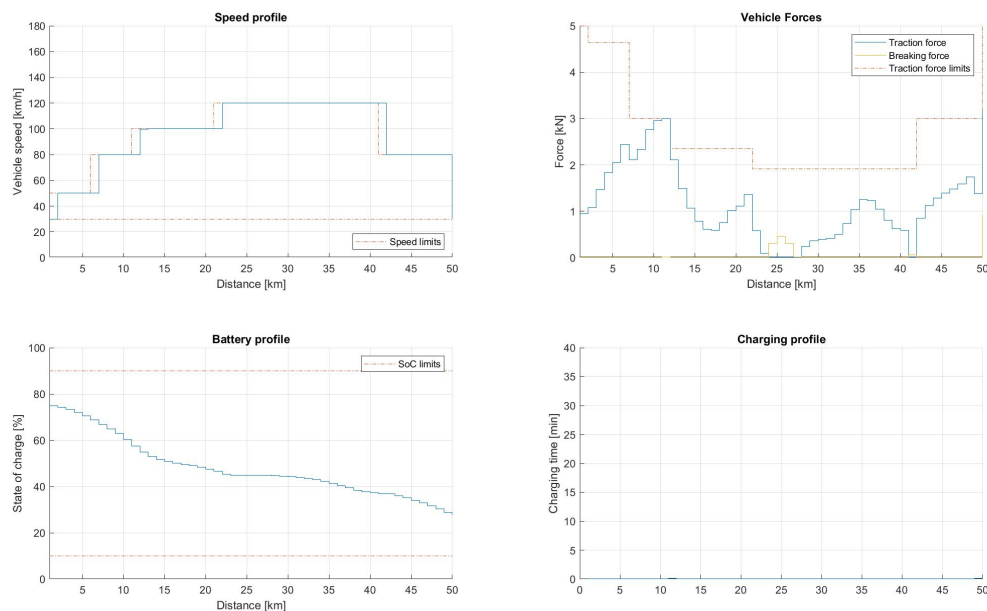 Speed profile
180
160
140
120
100
80
60
40
20
0
Vehicle speed [km/h]
Speed limits
5 10 15 20 25 30 35 40 45 50
Distance [km]
Vehicle Forces
5
4
3
2
1
0
Force [kN]
Traction force
Breaking force
Traction force limits
5 10 15 20 25 30 35 40 45 50
Distance [km]
Battery profile
100
80
60
40
20
0
State of charge [%]
SoC limits
5 10 15 20 25 30 35 40 45 50
Distance [km]
Charging profile
40
35
30
25
20
15
10
5
0
Charging time [min]
0 5 10 15 20 25 30 35 40 45 50